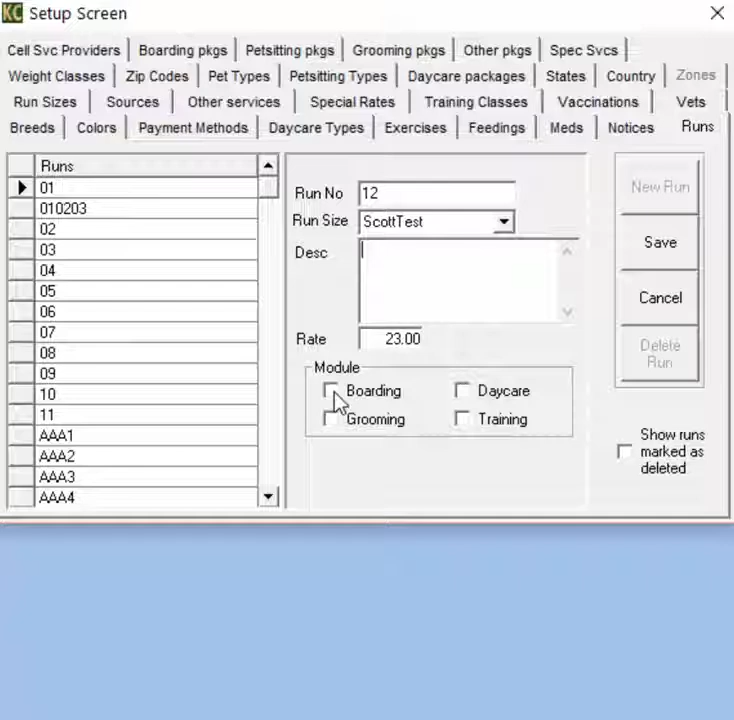 KC Setup Screen
Cell Svc Providers Boarding pkgs Petsitting pkgs Grooming pkgs Other pkgs Spec Svcs
Weight Classes Zip Codes Pet Types Petsitting Types Daycare packages States Country Zones
Run Sizes Sources Other services Special Rates Training Classes Vaccinations Vets
Breeds Colors Payment Methods Daycare Types Exercises Feedings Meds Notices Runs
Runs
01
010203
02
03
04
05
06
07
08
09
10
11
AAA1
AAA2
AAA3
AAA4
Run No 12
Run Size ScottTest
Desc
Rate 23.00
Module
Boarding Daycare
Grooming Training
New Run
Save
Cancel
Delete
Run
Show runs
marked as
deleted